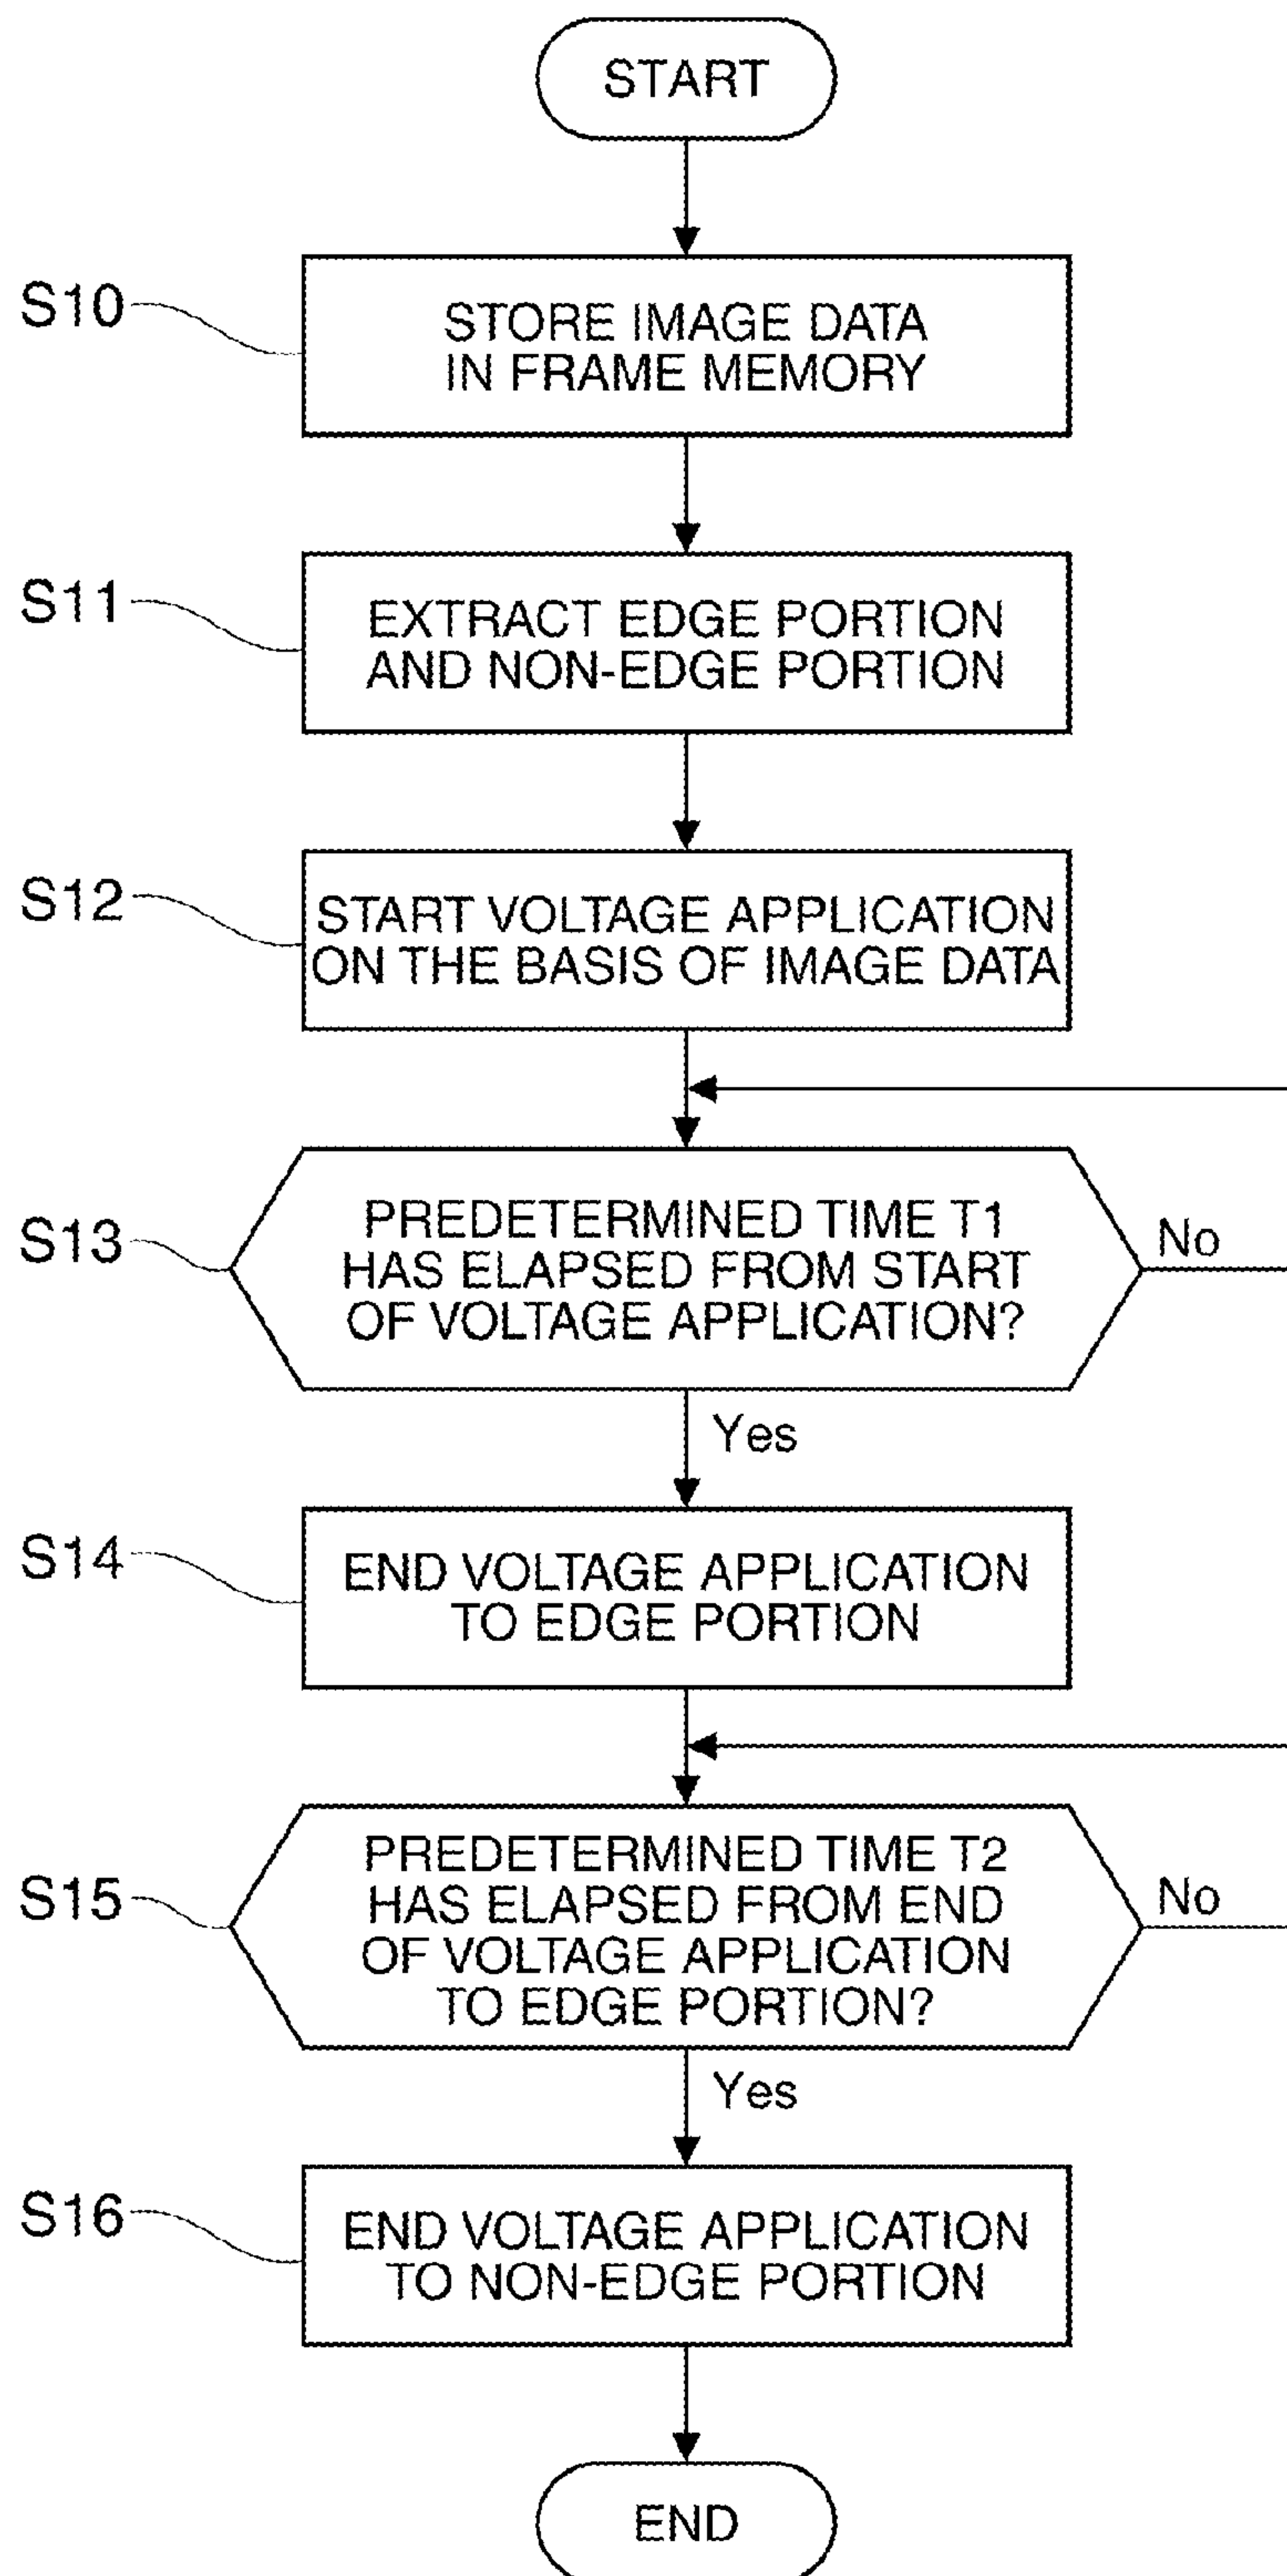 START
S10
STORE IMAGE DATA
IN FRAME MEMORY
S11
EXTRACT EDGE PORTION
AND NON-EDGE PORTION
S12
START VOLTAGE APPLICATION
ON THE BASIS OF IMAGE DATA
S13
PREDETERMINED TIME T1
HAS ELAPSED FROM START
OF VOLTAGE APPLICATION?
No
Yes
S14
END VOLTAGE APPLICATION
TO EDGE PORTION
S15
PREDETERMINED TIME T2
HAS ELAPSED FROM END
OF VOLTAGE APPLICATION
TO EDGE PORTION?
No
Yes
S16
END VOLTAGE APPLICATION
TO NON-EDGE PORTION
END